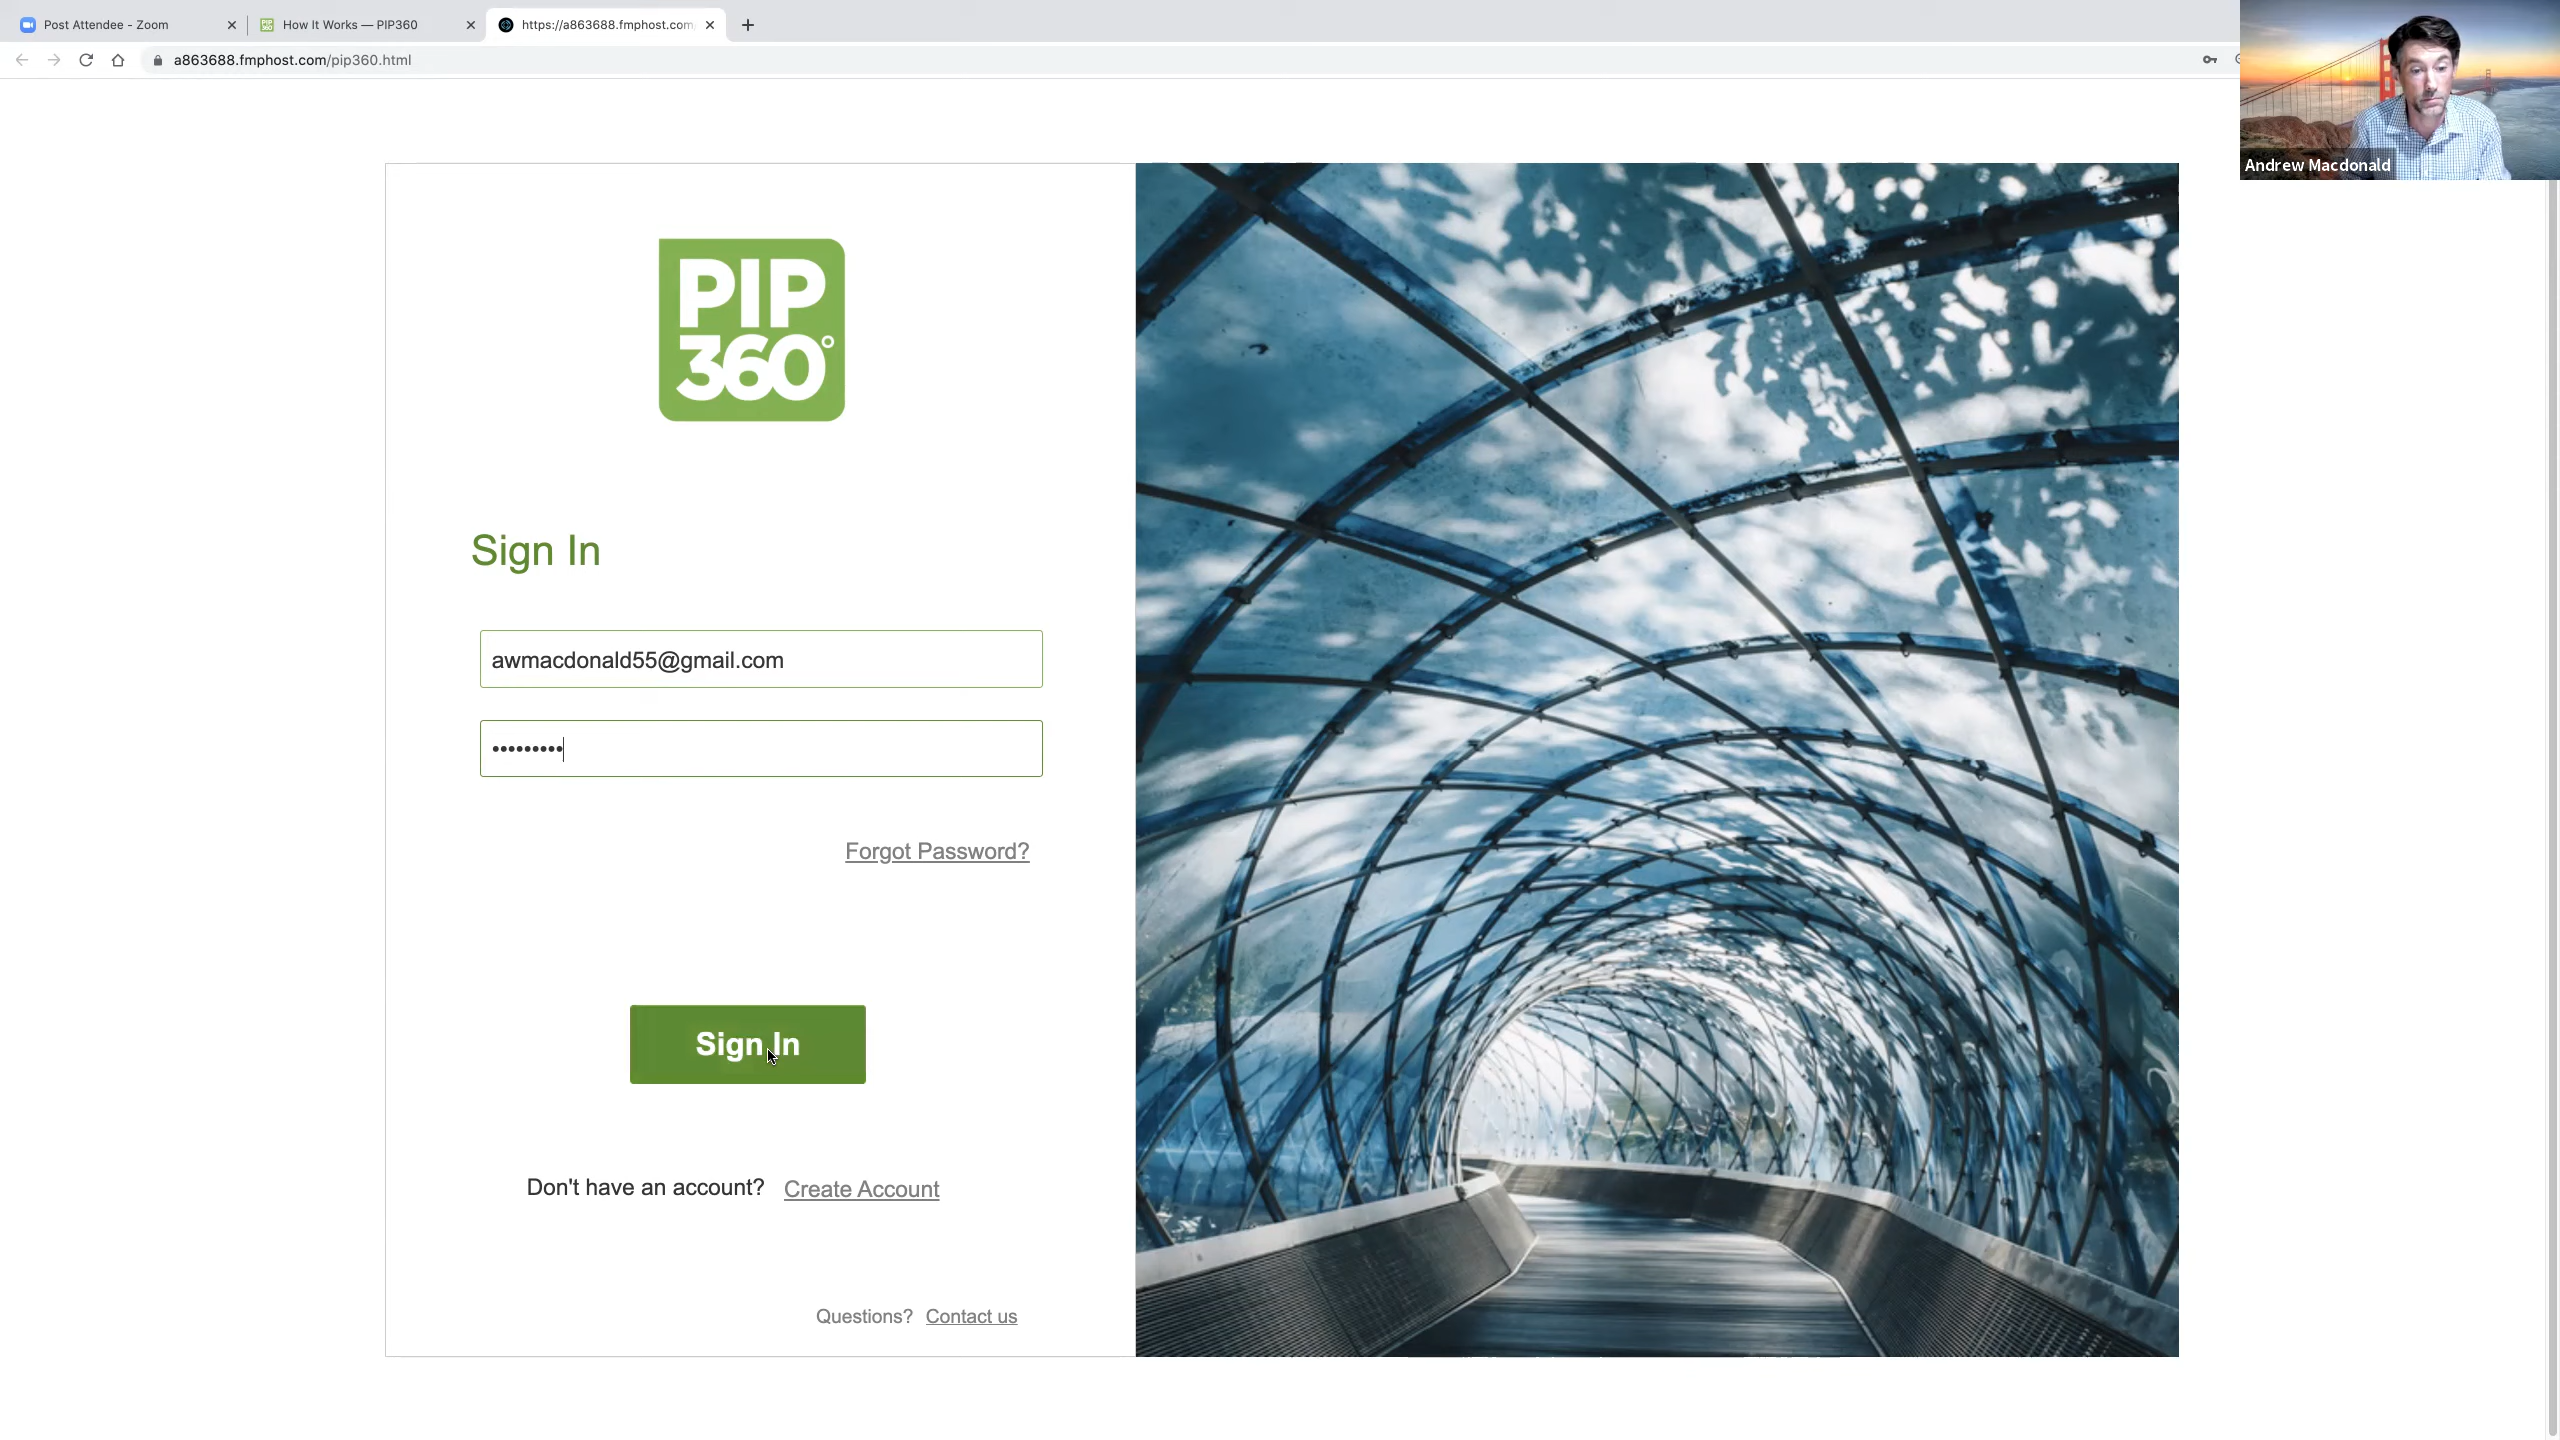 Post Attendee - Zoom
How It Works — PIP360
https://a863688.fmphost.com
a863688.fmphost.com/pip360.html
Andrew Macdonald
PIP
360°
Sign In
awmacdonald55@gmail.com
•••••••••
Forgot Password?
Sign In
Don't have an account? Create Account
Questions? Contact us